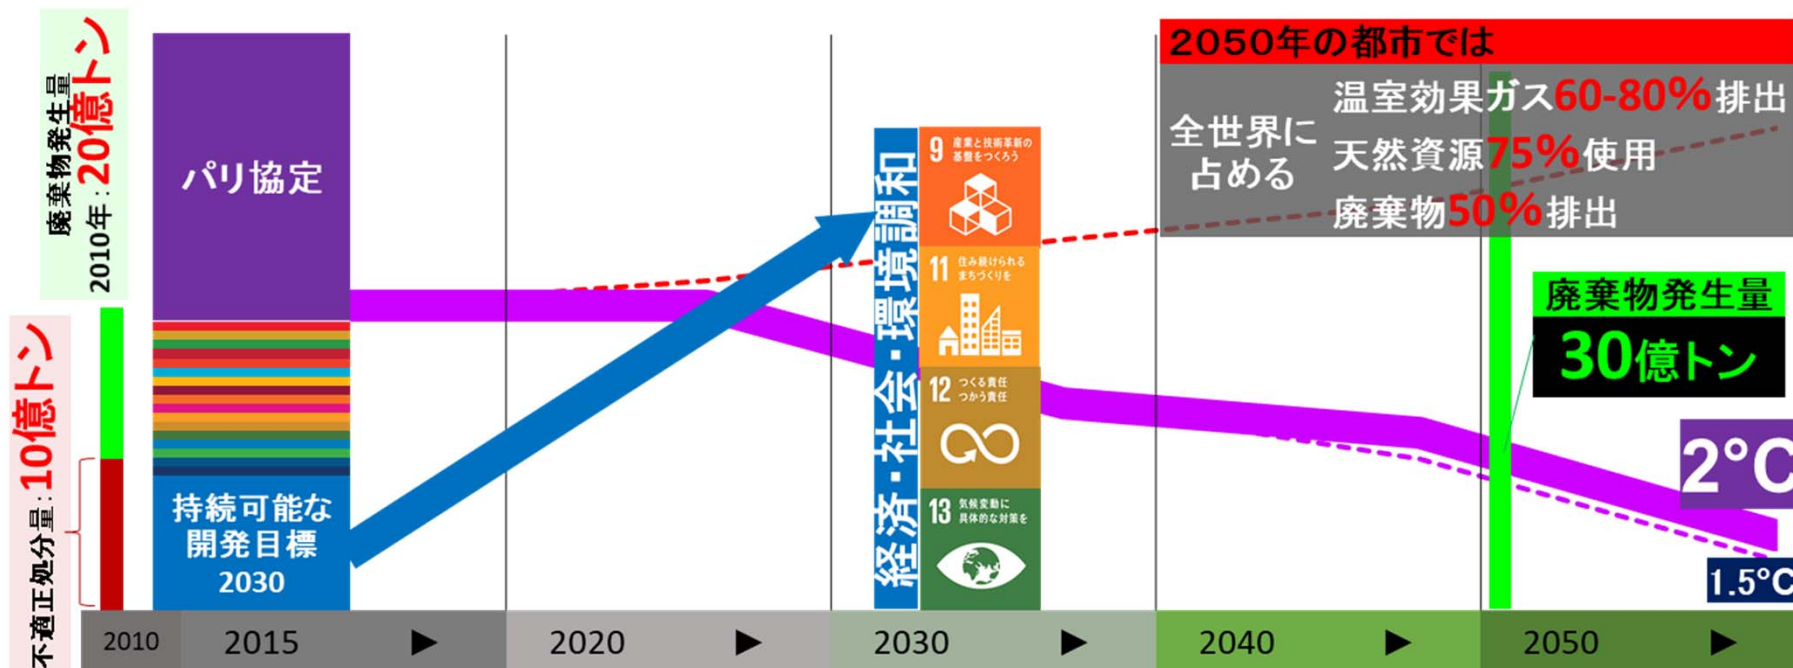 廃棄物発生量
2010年:20億トン
不適正処分量:10億トン
パリ協定
持続可能な
開発目標
2030
経済・社会・環境調和
9 産業と技術革新の
基盤をつくろう
11 住み続けられる
まちづくりを
12 つくる責任
つかう責任
13 気候変動に
具体的な対策を
2050年の都市では
全世界に
占める
温室効果ガス60-80%排出
天然資源75%使用
廃棄物50%排出
廃棄物発生量
30億トン
2°C
1.5°C
2010 2015 ▶ 2020 ▶ 2030 ▶ 2040 ▶ 2050 ▶